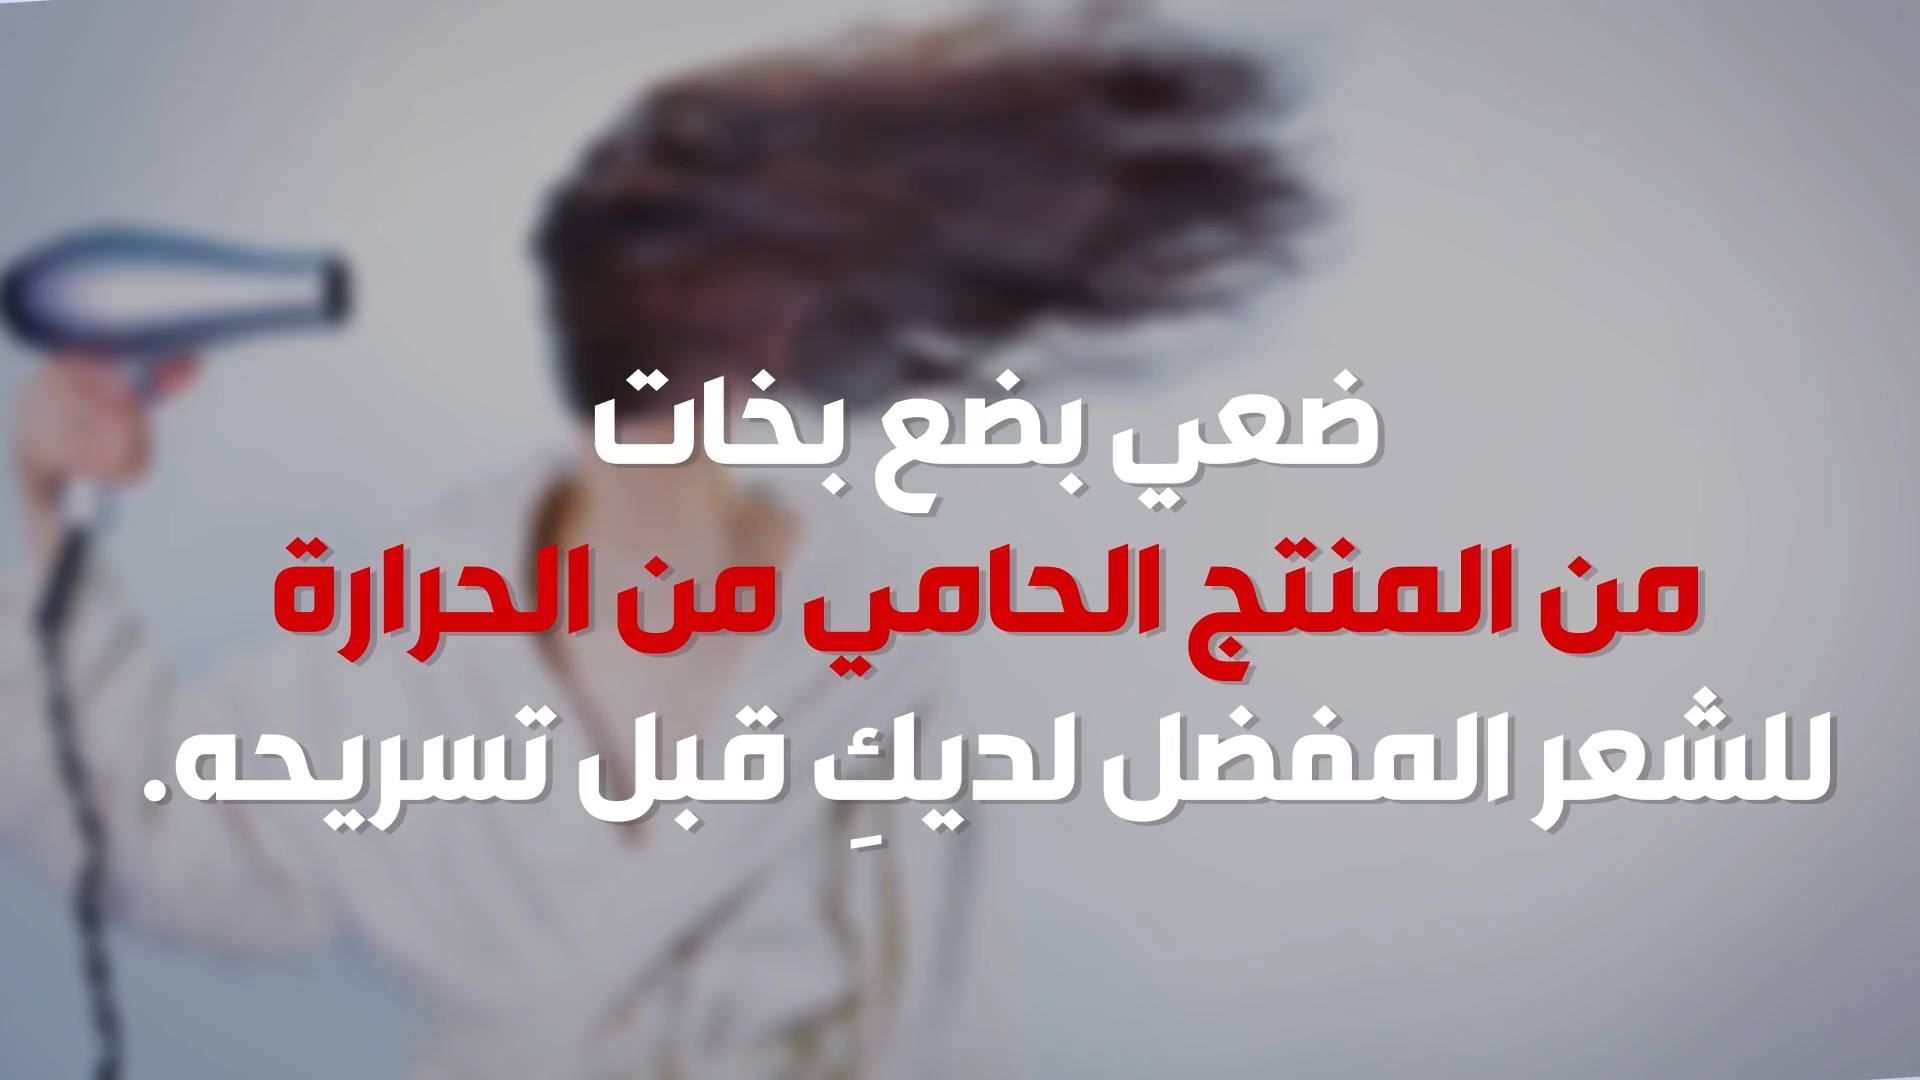 ضعي بضع بخات
من المنتج الحامي من الحرارة
للشعر المفضل لديكِ قبل تسريحه.